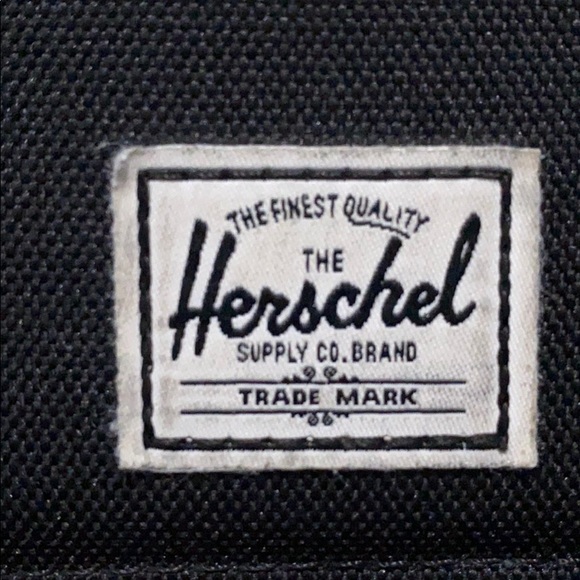 THE FINEST QUALITY
THE
Herschel
SUPPLY CO. BRAND
TRADE MARK